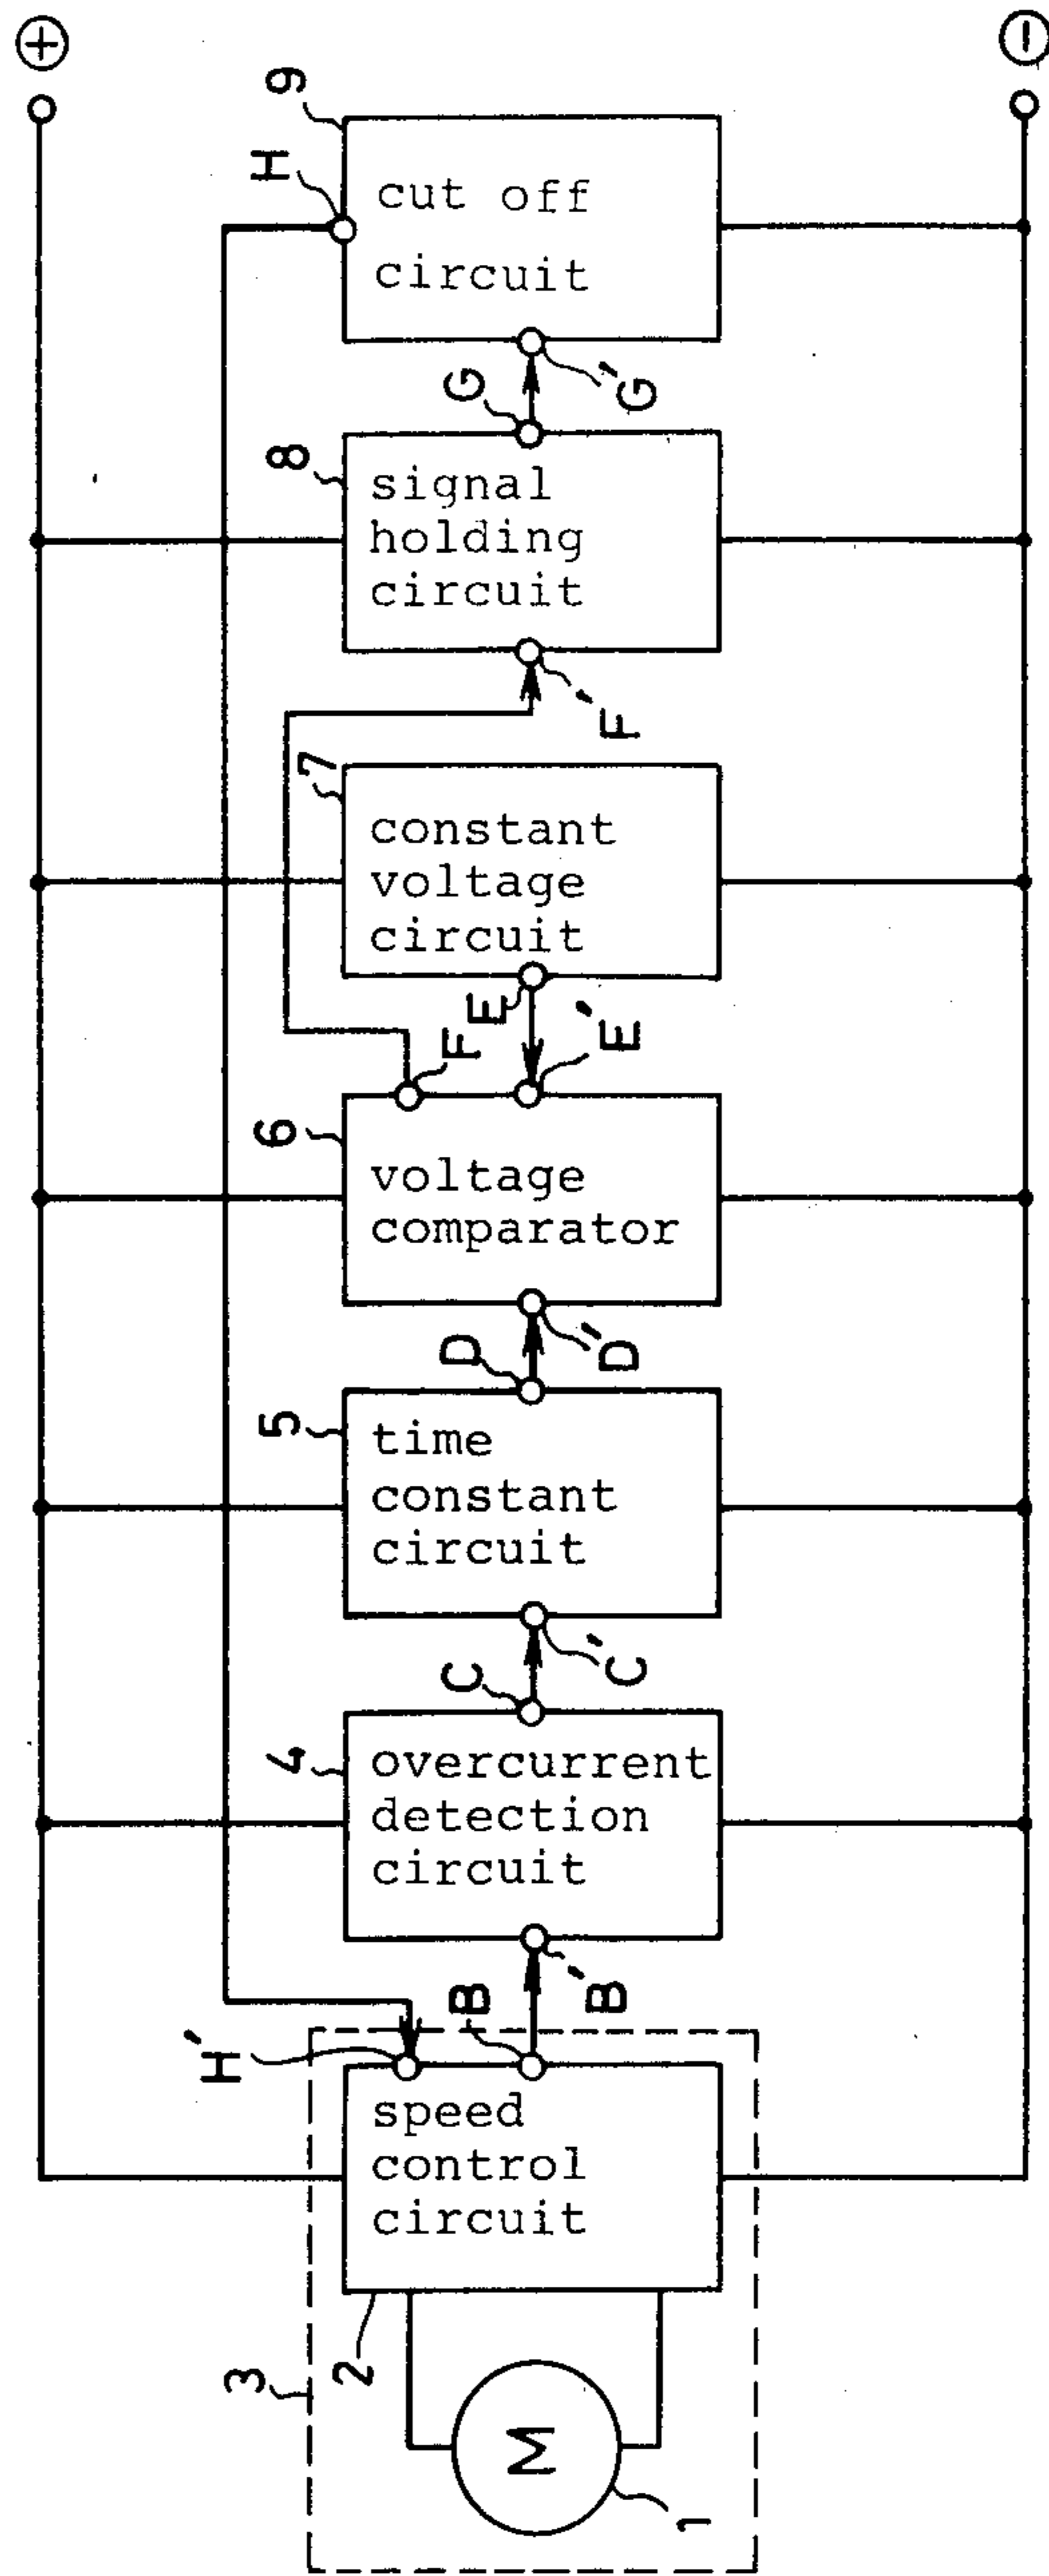 ⊕
⊖
9
H
cut off
circuit
G
G'
8
signal
holding
circuit
F'
7
constant
voltage
circuit
E
E'
F
6
voltage
comparator
D
D'
5
time
constant
circuit
C
C'
4
overcurrent
detection
circuit
B
B'
H'
speed
control
circuit
2
3
M
1